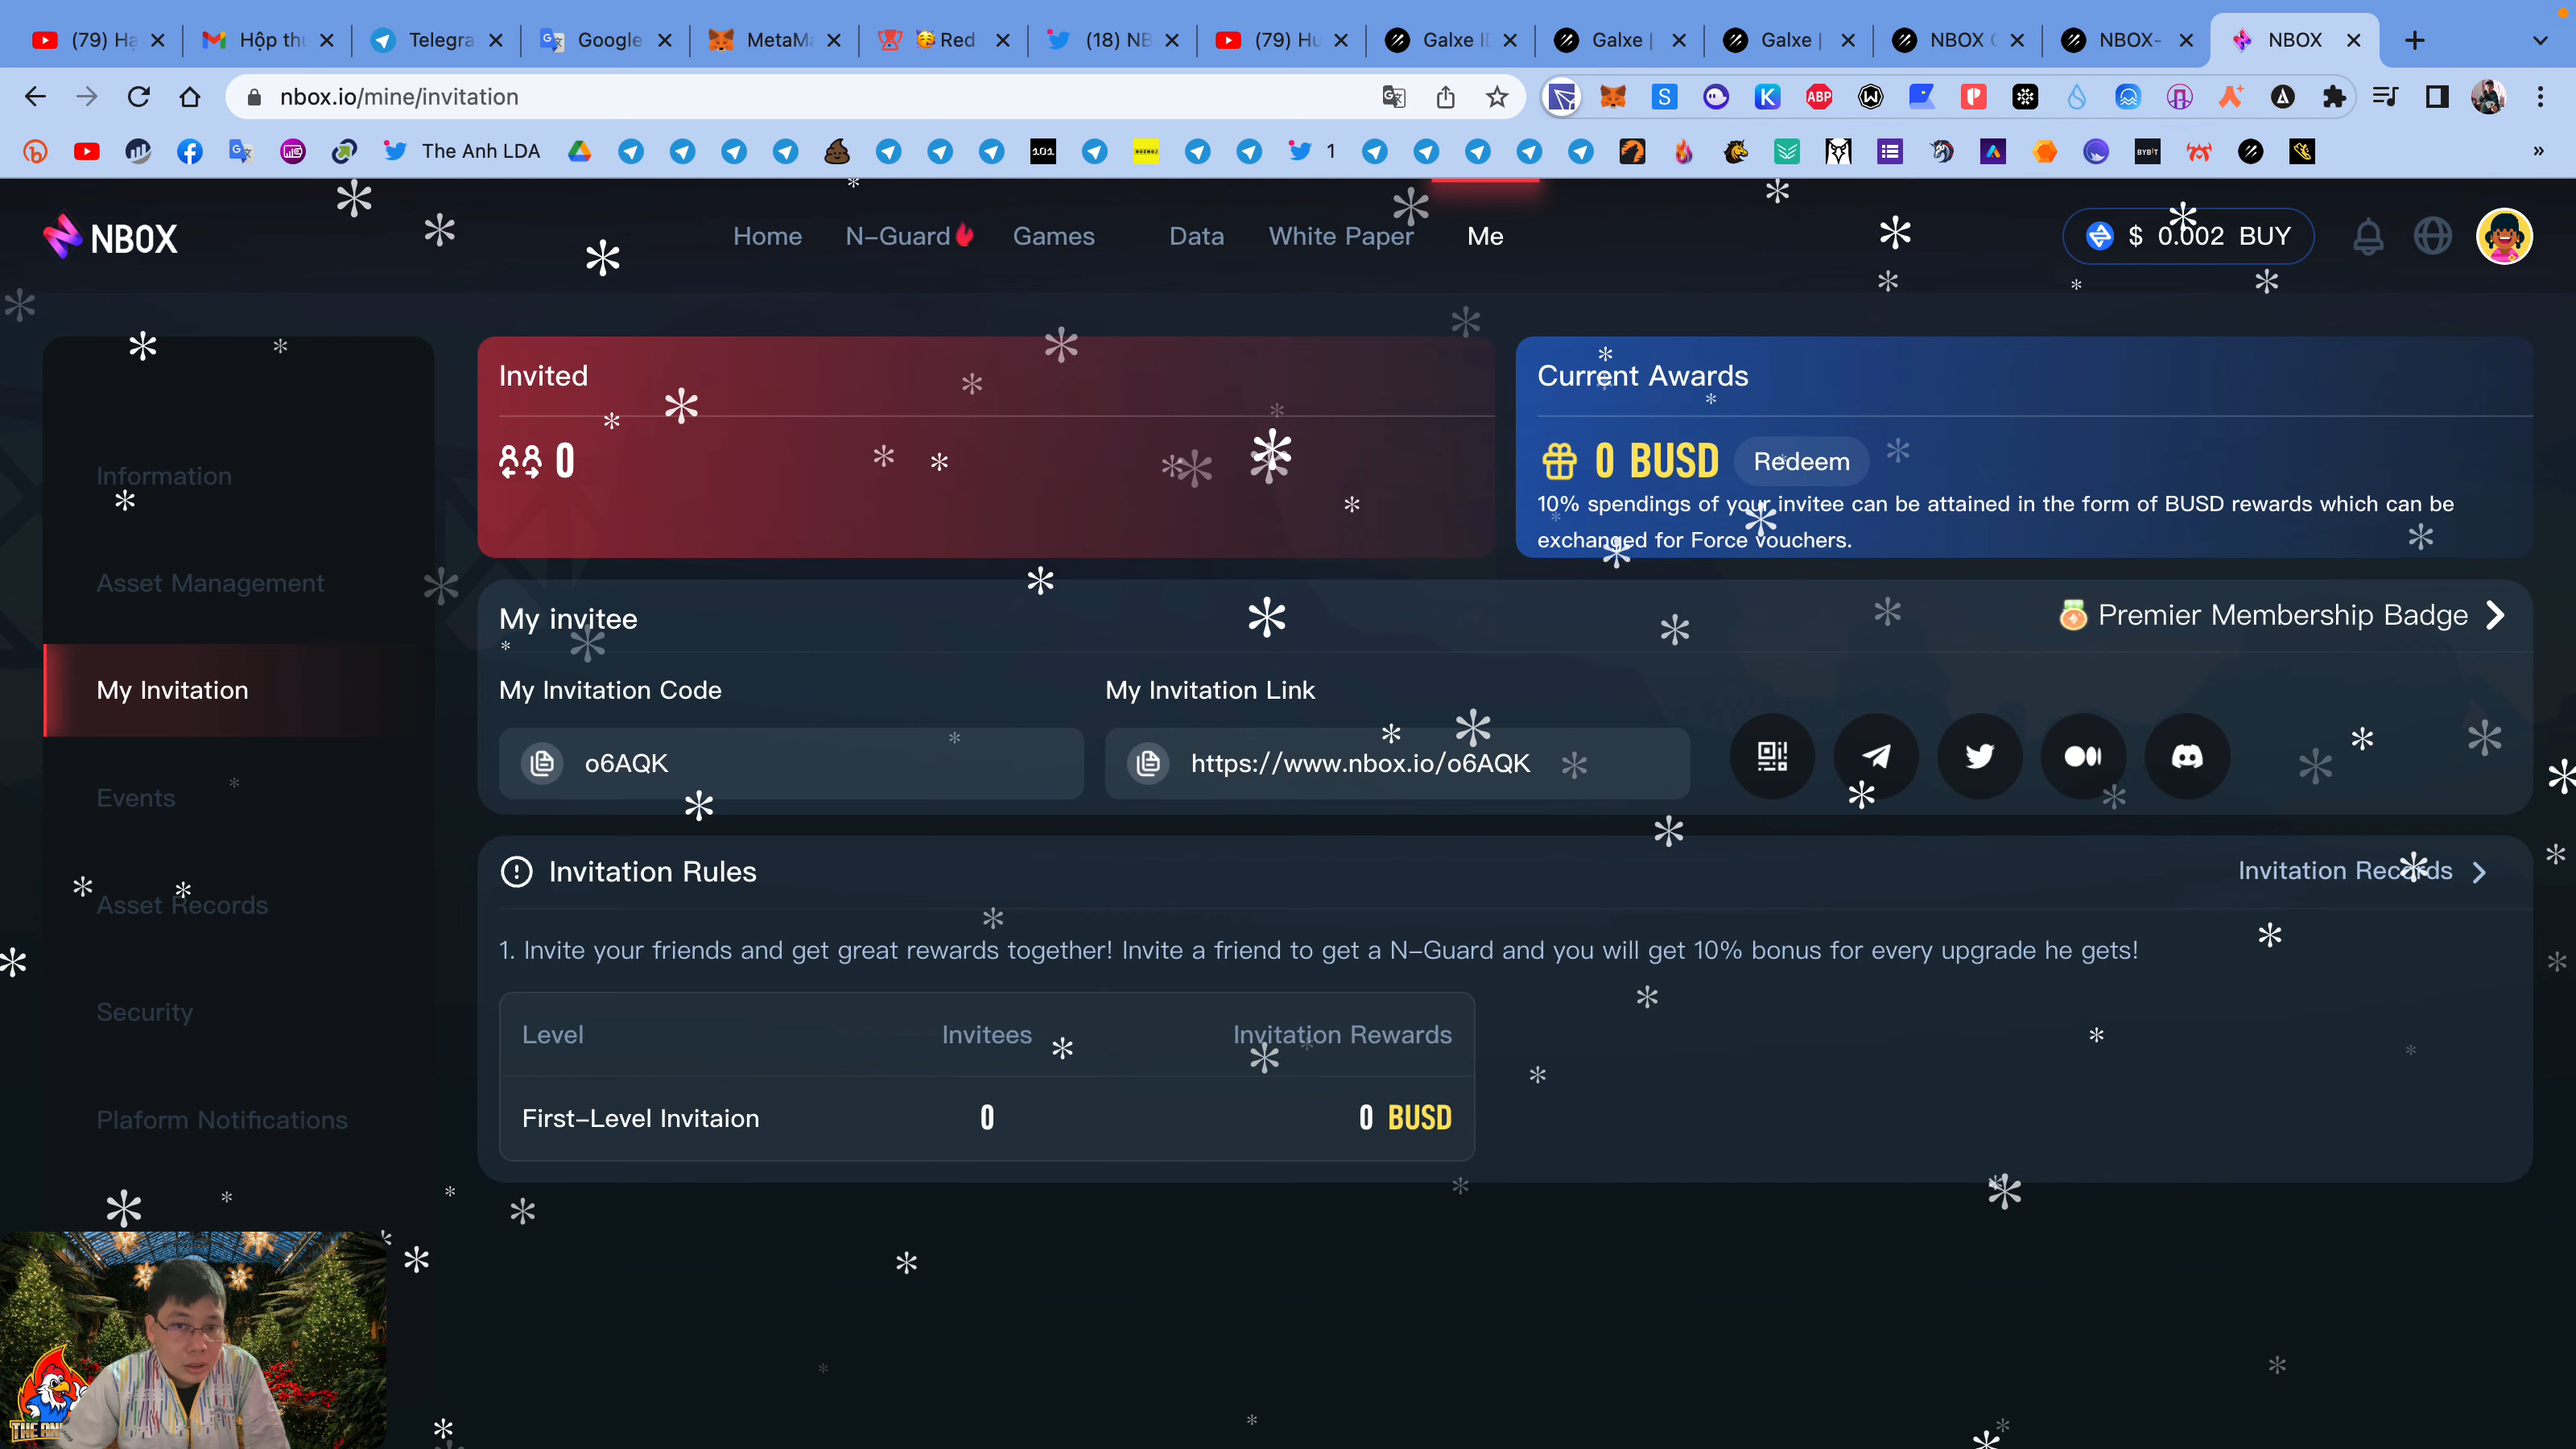 (79) Hạ
Hộp thu
Telegra
Google
MetaMa
Red
(18) NB
(79) Hu
Galxe I
Galxe |
Galxe |
NBOX
NBOX-
NBOX
nbox.io/mine/invitation
The Anh LDA
1
NBOX
Home
N-Guard
Games
Data
White Paper
Me
$ 0.002 BUY
Information
Asset Management
My Invitation
Events
Asset Records
Security
Plaform Notifications
Invited
0
Current Awards
0 BUSD
Redeem
10% spendings of your invitee can be attained in the form of BUSD rewards which can be
exchanged for Force vouchers.
My invitee
Premier Membership Badge
My Invitation Code
My Invitation Link
o6AQK
https://www.nbox.io/o6AQK
Invitation Rules
Invitation Records
1. Invite your friends and get great rewards together! Invite a friend to get a N-Guard and you will get 10% bonus for every upgrade he gets!
Level
Invitees
Invitation Rewards
First-Level Invitaion
0
0 BUSD
THE AN